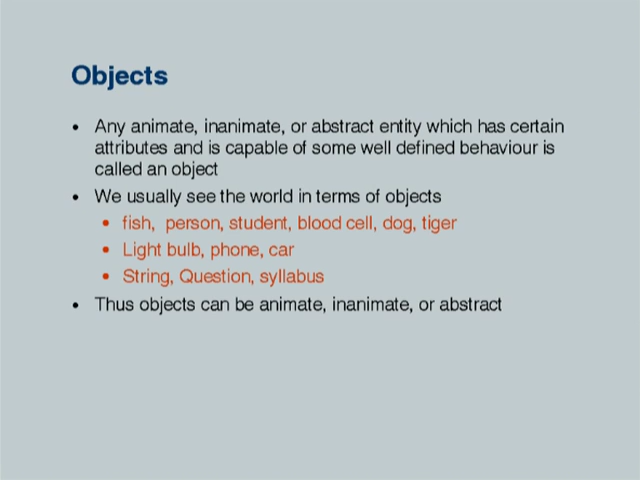 Objects
• Any animate, inanimate, or abstract entity which has certain
attributes and is capable of some well defined behaviour is
called an object
• We usually see the world in terms of objects
• fish, person, student, blood cell, dog, tiger
• Light bulb, phone, car
• String, Question, syllabus
• Thus objects can be animate, inanimate, or abstract